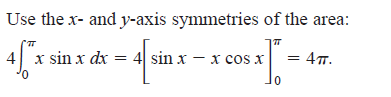 Use the x- and y-axis symmetries of the area:
4∫₀^π x sin x dx = 4[sin x − x cos x]₀^π = 4π.